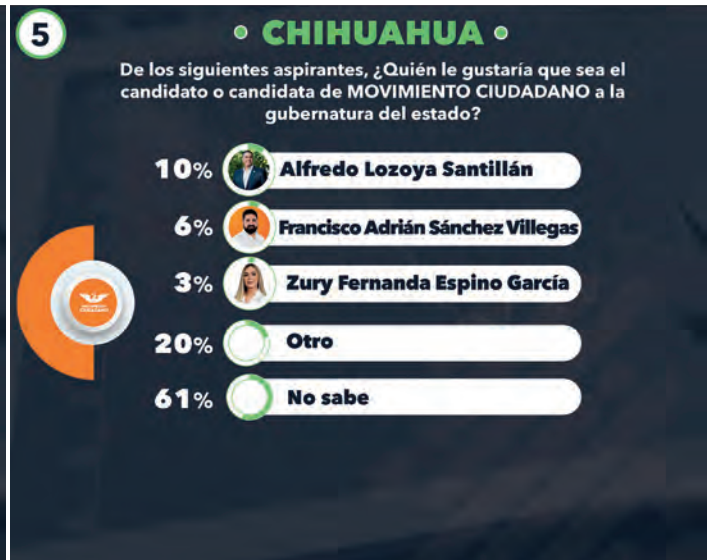 5
• CHIHUAHUA •
De los siguientes aspirantes, ¿Quién le gustaría que sea el
candidato o candidata de MOVIMIENTO CIUDADANO a la
gubernatura del estado?
10% Alfredo Lozoya Santillán
6% Francisco Adrián Sánchez Villegas
3% Zury Fernanda Espino García
MOVIMIENTO
CIUDADANO
20% Otro
61% No sabe